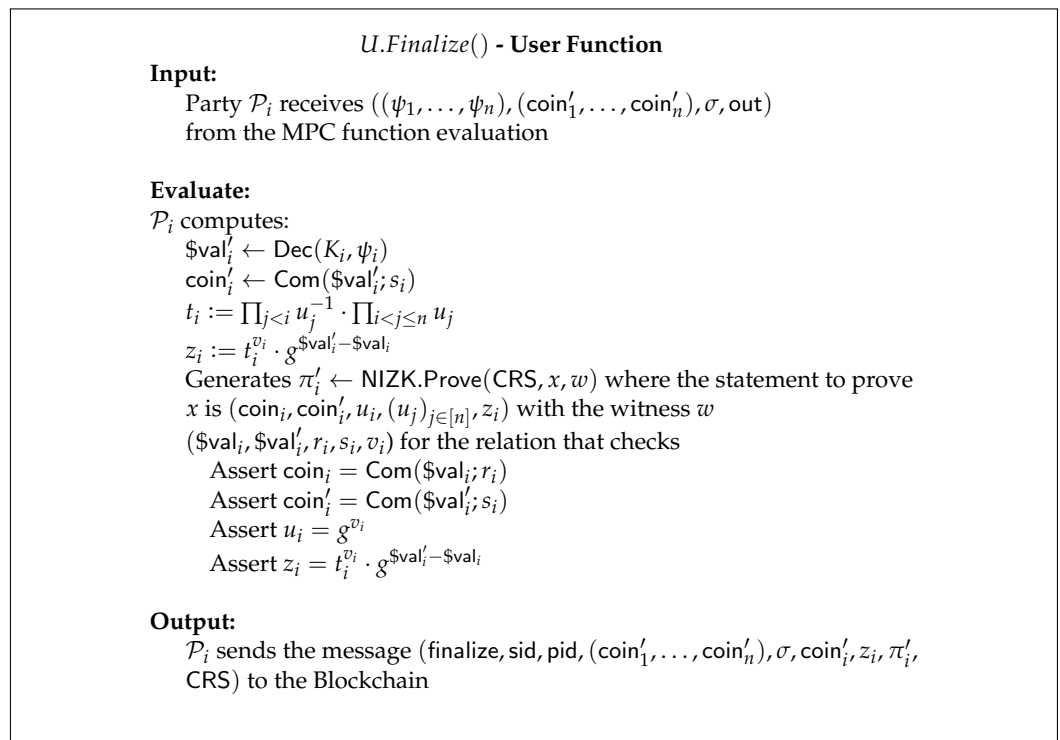 U.Finalize() - User Function
Input:
Party 𝒫ᵢ receives ((ψ₁, . . . , ψₙ), (coin′₁, . . . , coin′ₙ), σ, out)
from the MPC function evaluation
Evaluate:
𝒫ᵢ computes:
$val′ᵢ ← Dec(Kᵢ, ψᵢ)
coin′ᵢ ← Com($val′ᵢ; sᵢ)
tᵢ := ∏_{j<i} u_j^{−1} · ∏_{i<j≤n} u_j
zᵢ := tᵢ^{vᵢ} · g^{$val′ᵢ−$valᵢ}
Generates π′ᵢ ← NIZK.Prove(CRS, x, w) where the statement to prove
x is (coinᵢ, coin′ᵢ, uᵢ, (u_j)_{j∈[n]}, zᵢ) with the witness w
($valᵢ, $val′ᵢ, rᵢ, sᵢ, vᵢ) for the relation that checks
Assert coinᵢ = Com($valᵢ; rᵢ)
Assert coin′ᵢ = Com($val′ᵢ; sᵢ)
Assert uᵢ = g^{vᵢ}
Assert zᵢ = tᵢ^{vᵢ} · g^{$val′ᵢ−$valᵢ}
Output:
𝒫ᵢ sends the message (finalize, sid, pid, (coin′₁, . . . , coin′ₙ), σ, coin′ᵢ, zᵢ, π′ᵢ,
CRS) to the Blockchain